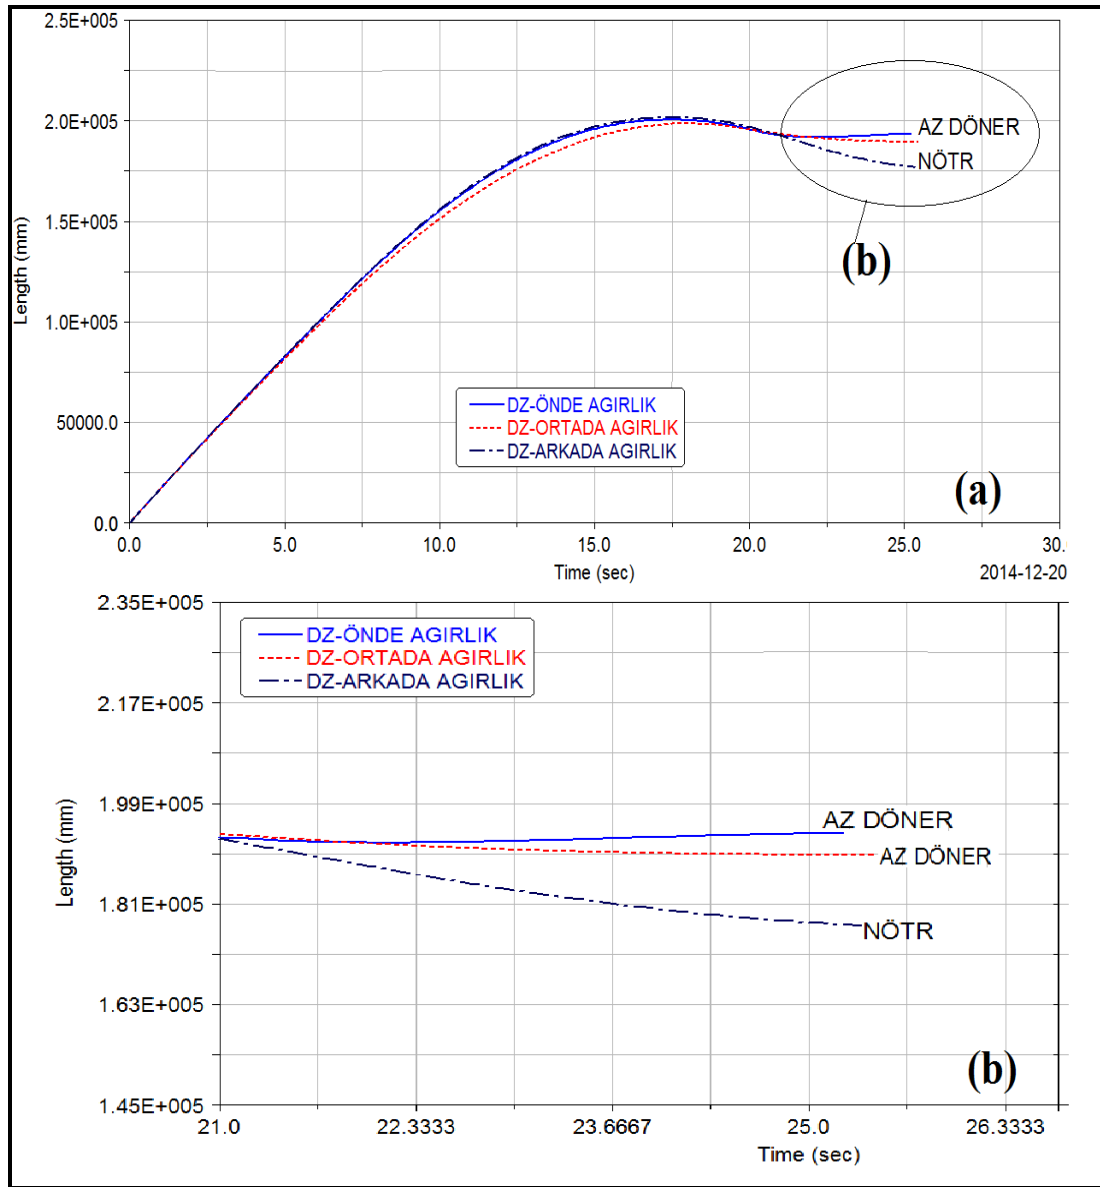 2.5E+005
2.0E+005
1.5E+005
1.0E+005
50000.0
0.0
Length (mm)
AZ DÖNER
NÖTR
(b)
DZ-ÖNDE AGIRLIK
DZ-ORTADA AGIRLIK
DZ-ARKADA AGIRLIK
(a)
0.0 5.0 10.0 15.0 20.0 25.0 30.
Time (sec)
2014-12-20
2.35E+005
2.17E+005
1.99E+005
1.81E+005
1.63E+005
1.45E+005
Length (mm)
DZ-ÖNDE AGIRLIK
DZ-ORTADA AGIRLIK
DZ-ARKADA AGIRLIK
AZ DÖNER
AZ DÖNER
NÖTR
(b)
21.0 22.3333 23.6667 25.0 26.3333
Time (sec)